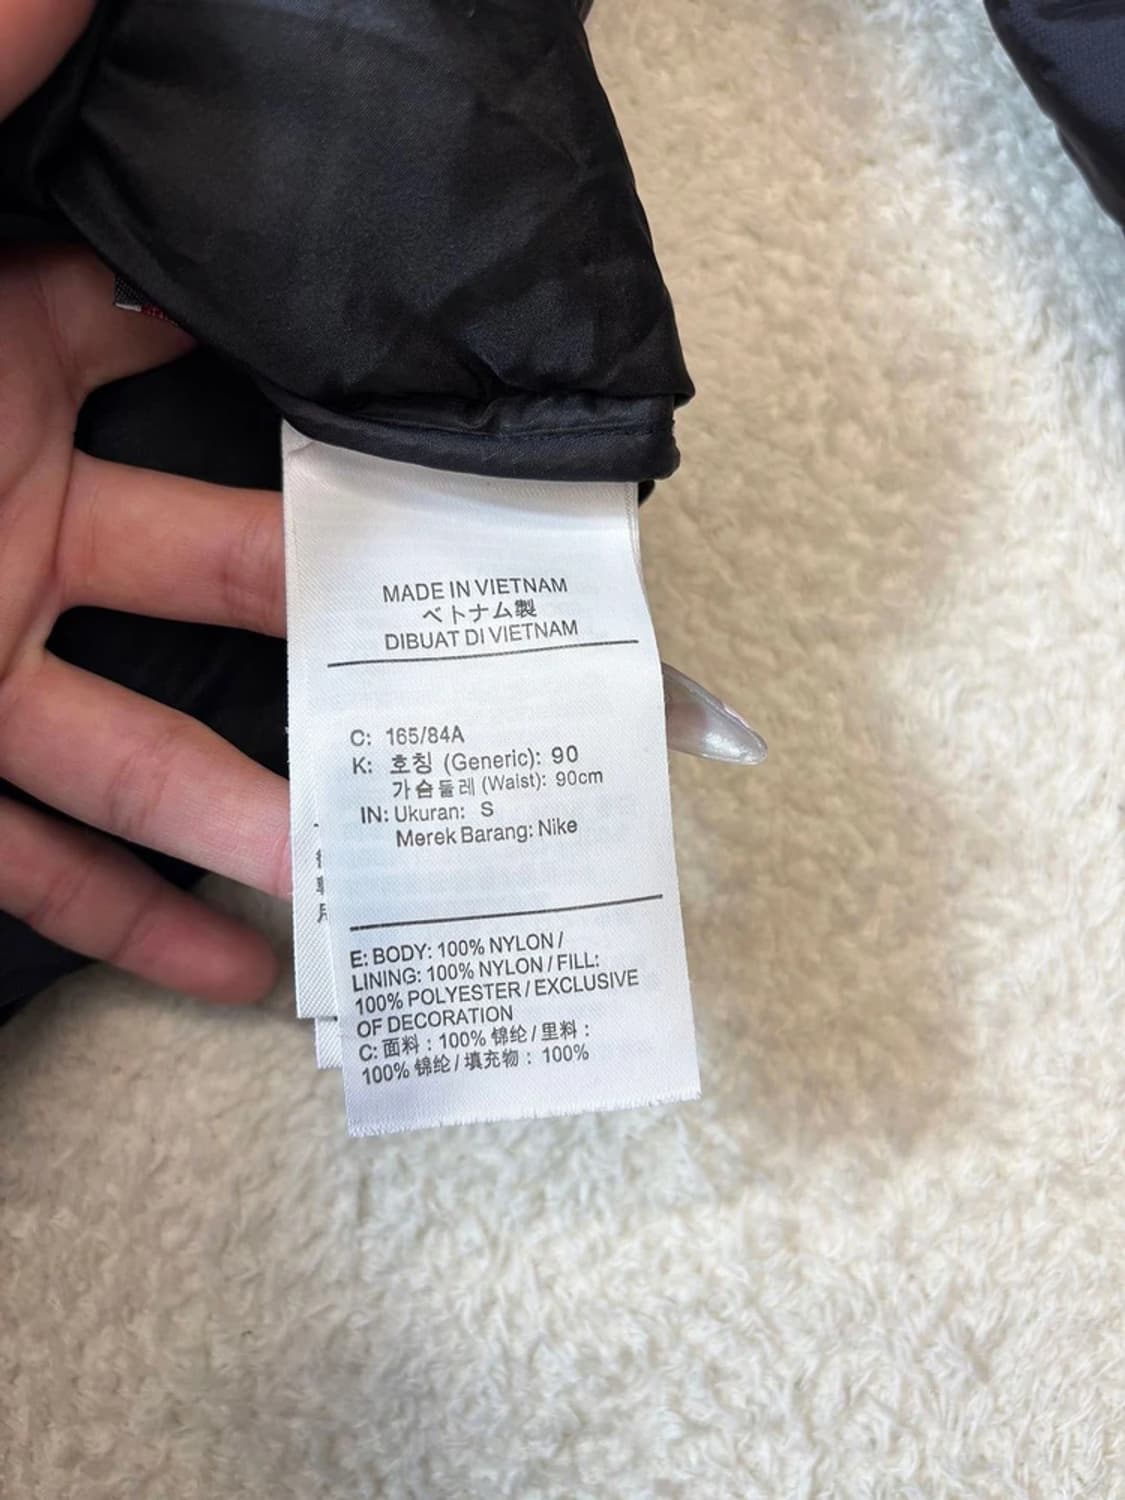 MADE IN VIETNAM
ベトナム製
DIBUAT DI VIETNAM
C: 165/84A
K: 호칭 (Generic): 90
가슴둘레 (Waist): 90cm
IN: Ukuran: S
Merek Barang: Nike
E: BODY: 100% NYLON /
LINING: 100% NYLON / FILL:
100% POLYESTER / EXCLUSIVE
OF DECORATION
C: 面料 : 100% 锦纶 / 里料 :
100% 锦纶 / 填充物 : 100%